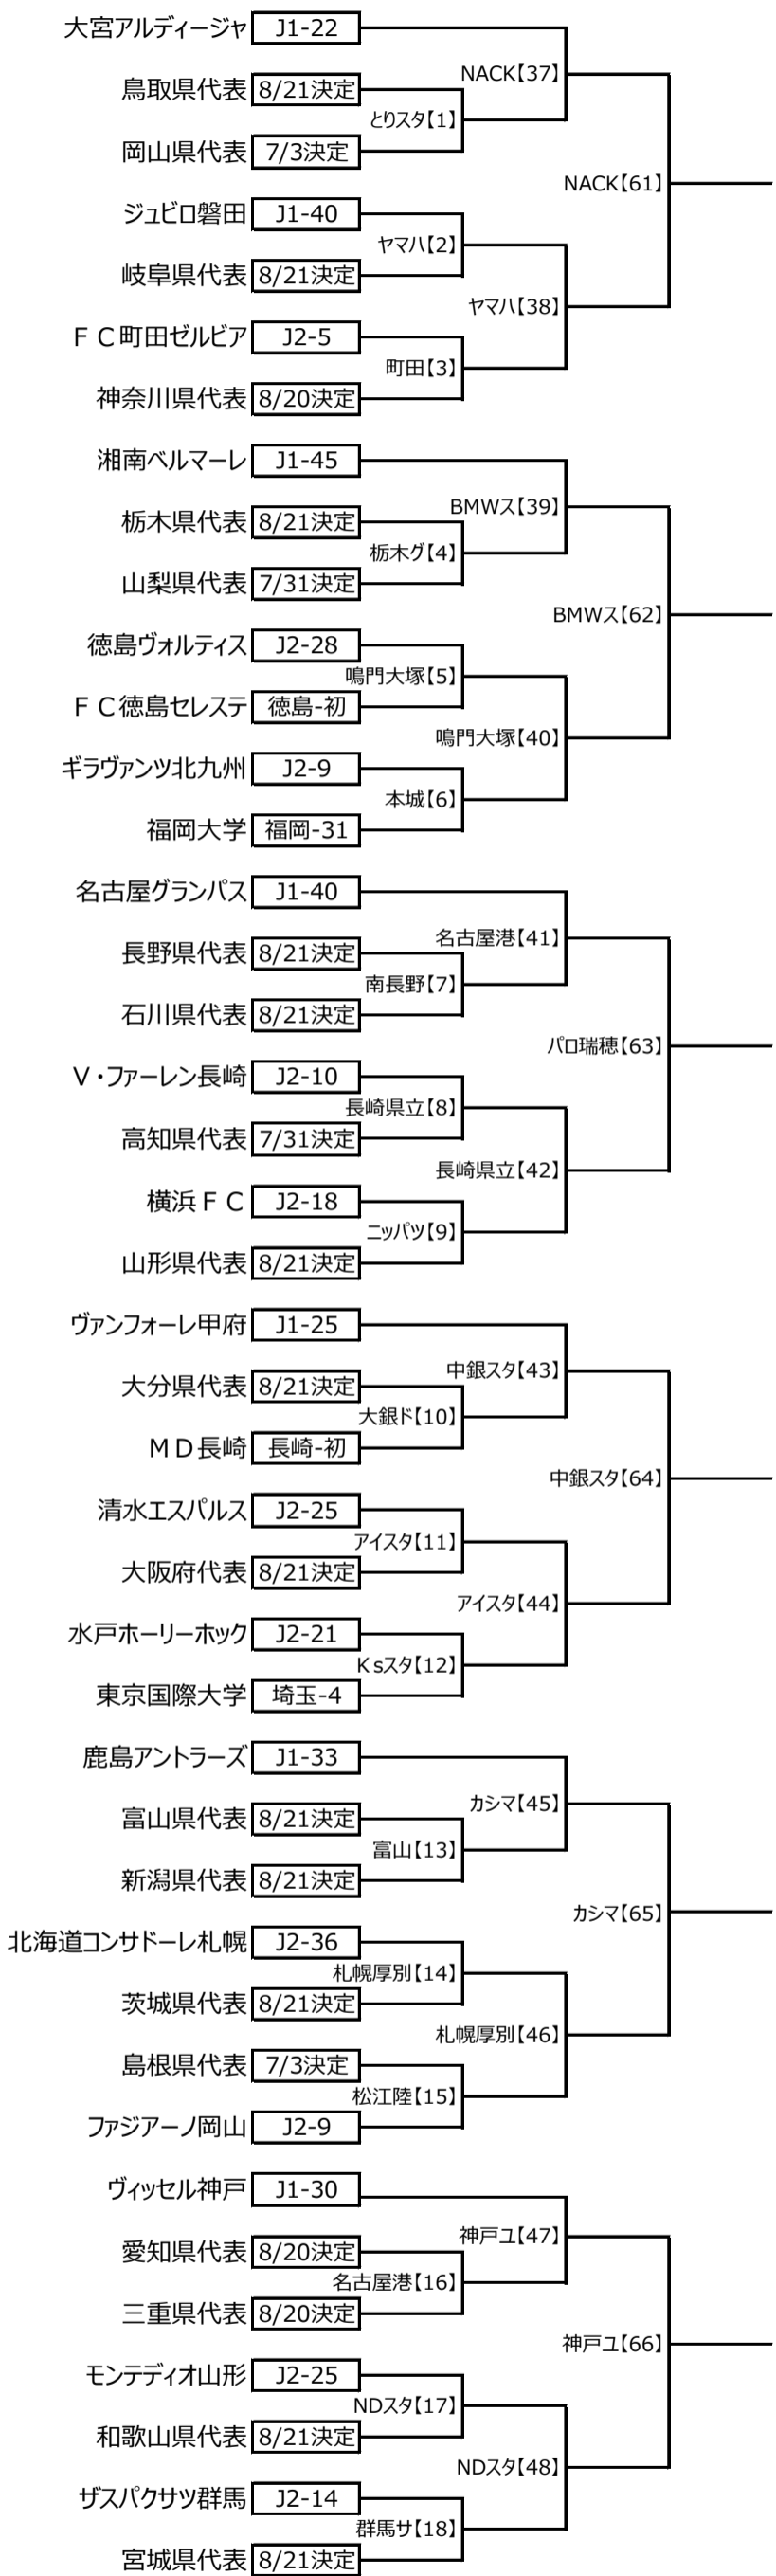 大宮アルディージャ J1-22
NACK【37】
鳥取県代表 8/21決定
とりスタ【1】
岡山県代表 7/3決定
NACK【61】
ジュビロ磐田 J1-40
ヤマハ【2】
岐阜県代表 8/21決定
ヤマハ【38】
ＦＣ町田ゼルビア J2-5
町田【3】
神奈川県代表 8/20決定
湘南ベルマーレ J1-45
BMWス【39】
栃木県代表 8/21決定
栃木グ【4】
山梨県代表 7/31決定
BMWス【62】
徳島ヴォルティス J2-28
鳴門大塚【5】
ＦＣ徳島セレステ 徳島-初
鳴門大塚【40】
ギラヴァンツ北九州 J2-9
本城【6】
福岡大学 福岡-31
名古屋グランパス J1-40
名古屋港【41】
長野県代表 8/21決定
南長野【7】
石川県代表 8/21決定
パロ瑞穂【63】
Ｖ・ファーレン長崎 J2-10
長崎県立【8】
高知県代表 7/31決定
長崎県立【42】
横浜ＦＣ J2-18
ニッパツ【9】
山形県代表 8/21決定
ヴァンフォーレ甲府 J1-25
中銀スタ【43】
大分県代表 8/21決定
大銀ド【10】
ＭＤ長崎 長崎-初
中銀スタ【64】
清水エスパルス J2-25
アイスタ【11】
大阪府代表 8/21決定
アイスタ【44】
水戸ホーリーホック J2-21
Ｋsスタ【12】
東京国際大学 埼玉-4
鹿島アントラーズ J1-33
カシマ【45】
富山県代表 8/21決定
富山【13】
新潟県代表 8/21決定
カシマ【65】
北海道コンサドーレ札幌 J2-36
札幌厚別【14】
茨城県代表 8/21決定
札幌厚別【46】
島根県代表 7/3決定
松江陸【15】
ファジアーノ岡山 J2-9
ヴィッセル神戸 J1-30
神戸ユ【47】
愛知県代表 8/20決定
名古屋港【16】
三重県代表 8/20決定
神戸ユ【66】
モンテディオ山形 J2-25
NDスタ【17】
和歌山県代表 8/21決定
NDスタ【48】
ザスパクサツ群馬 J2-14
群馬サ【18】
宮城県代表 8/21決定